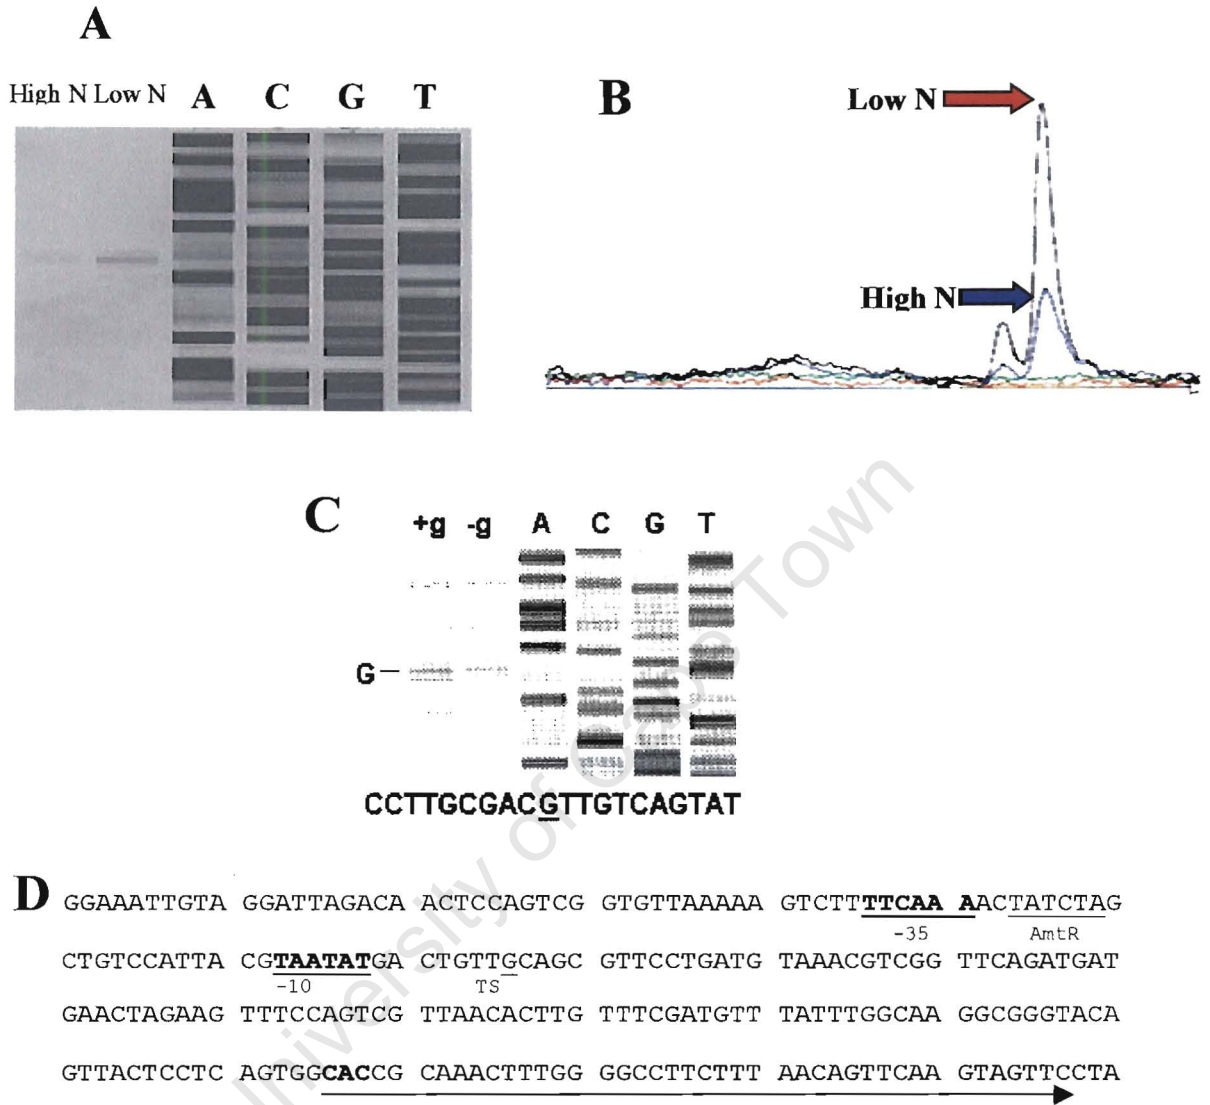 A
High N Low N A C G T
B
Low N
High N
C
+g -g A C G T
G
CCTTGCGACGTTGTCAGTAT
D GGAAATTGTA GGATTAGACA ACTCCAGTCG GTGTTAAAAA GTCTTTTCAA AACTATCTAG
-35 AmtR
CTGTCCATTA CGTAATATGA CTGTTGCAGC GTTCCTGATG TAAACGTCGG TTCAGATGAT
-10 TS
GAACTAGAAG TTTCCAGTCG TTAACACTTG TTTCGATGTT TATTTGGCAA GGCGGGTACA
GTTACTCCTC AGTGGCACCG CAAACTTTGG GGCCTTCTTT AACAGTTCAA GTAGTTCCTA
University of Cape Town